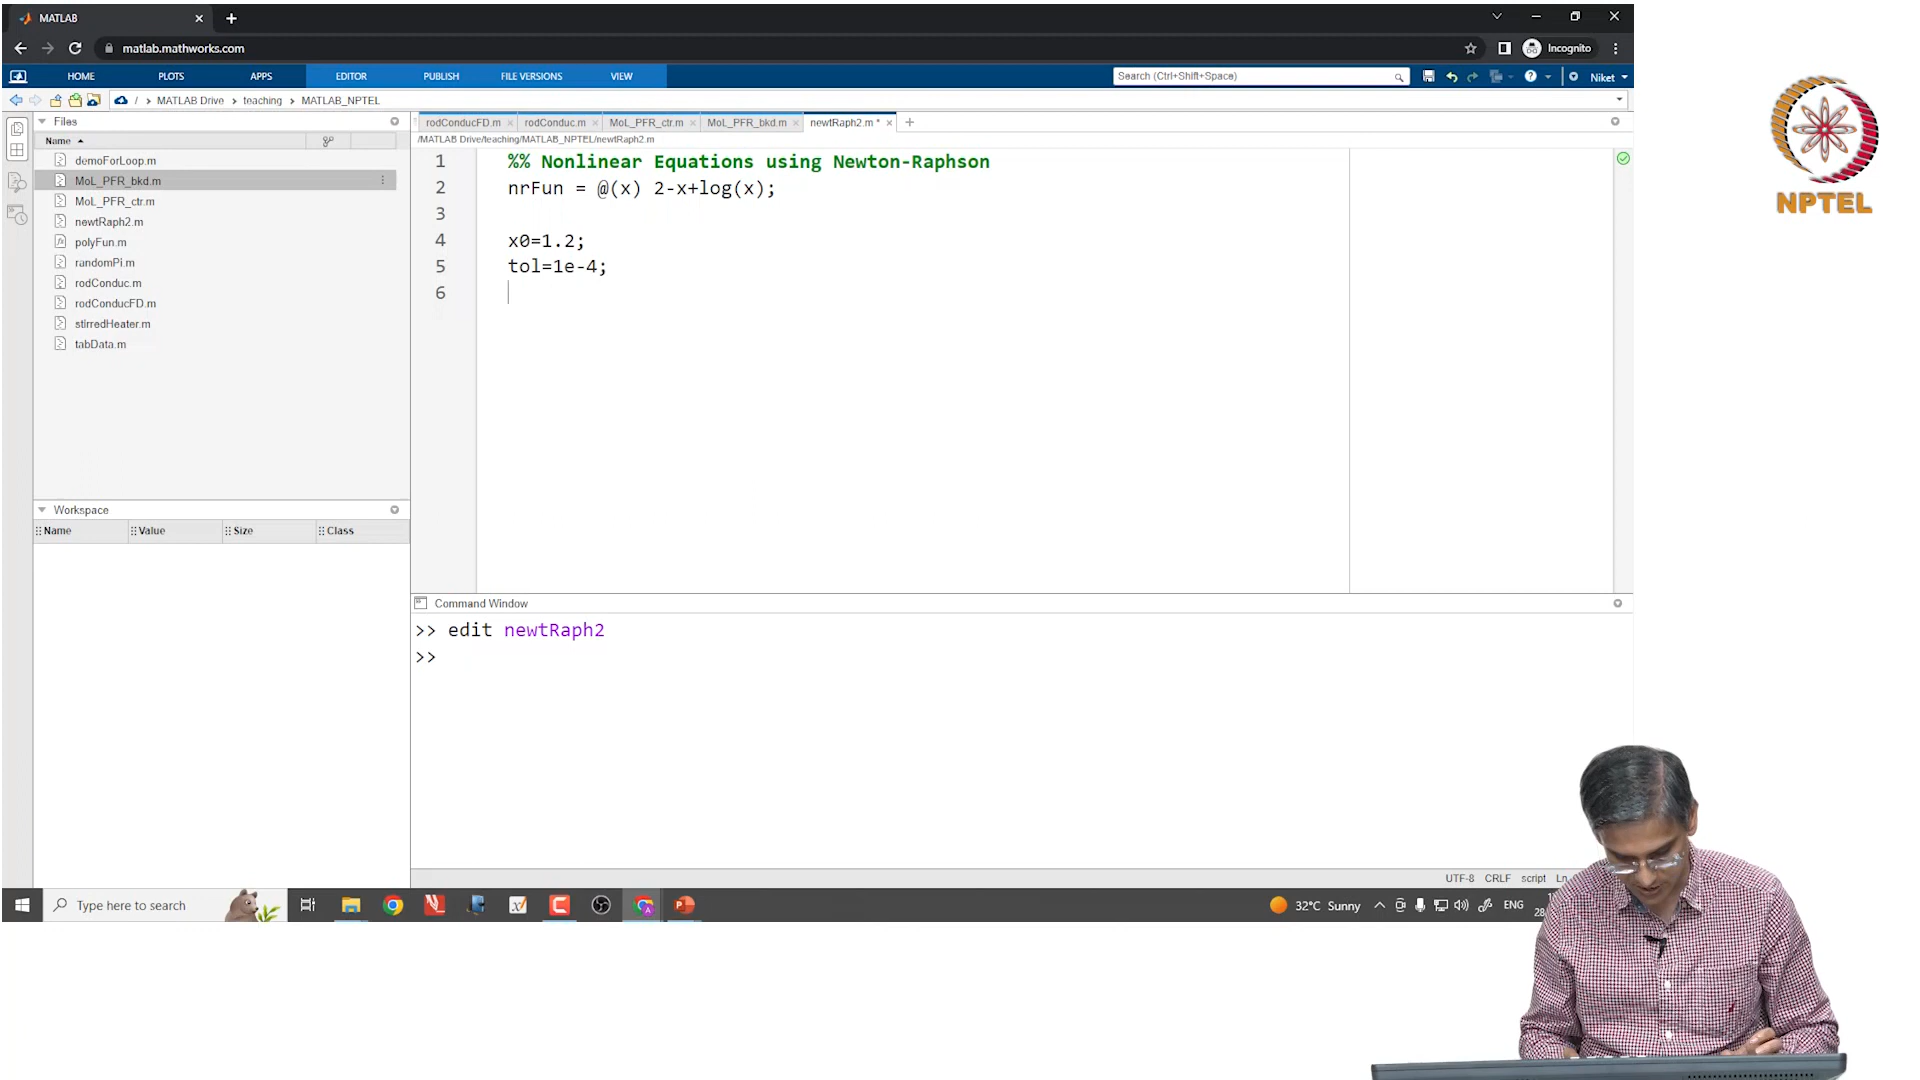 MATLAB
matlab.mathworks.com
Incognito
HOME PLOTS APPS EDITOR PUBLISH FILE VERSIONS VIEW
Search (Ctrl+Shift+Space)
Niket
/ > MATLAB Drive > teaching > MATLAB_NPTEL
Files
Name
demoForLoop.m
MoL_PFR_bkd.m
MoL_PFR_ctr.m
newtRaph2.m
polyFun.m
randomPi.m
rodConduc.m
rodConducFD.m
stirredHeater.m
tabData.m
Workspace
Name Value Size Class
rodConducFD.m rodConduc.m MoL_PFR_ctr.m MoL_PFR_bkd.m newtRaph2.m *
/MATLAB Drive/teaching/MATLAB_NPTEL/newtRaph2.m
1 %% Nonlinear Equations using Newton-Raphson
2 nrFun = @(x) 2-x+log(x);
3
4 x0=1.2;
5 tol=1e-4;
6
Command Window
>> edit newtRaph2
>>
UTF-8 CRLF script Ln
Type here to search
32°C Sunny
ENG
NPTEL